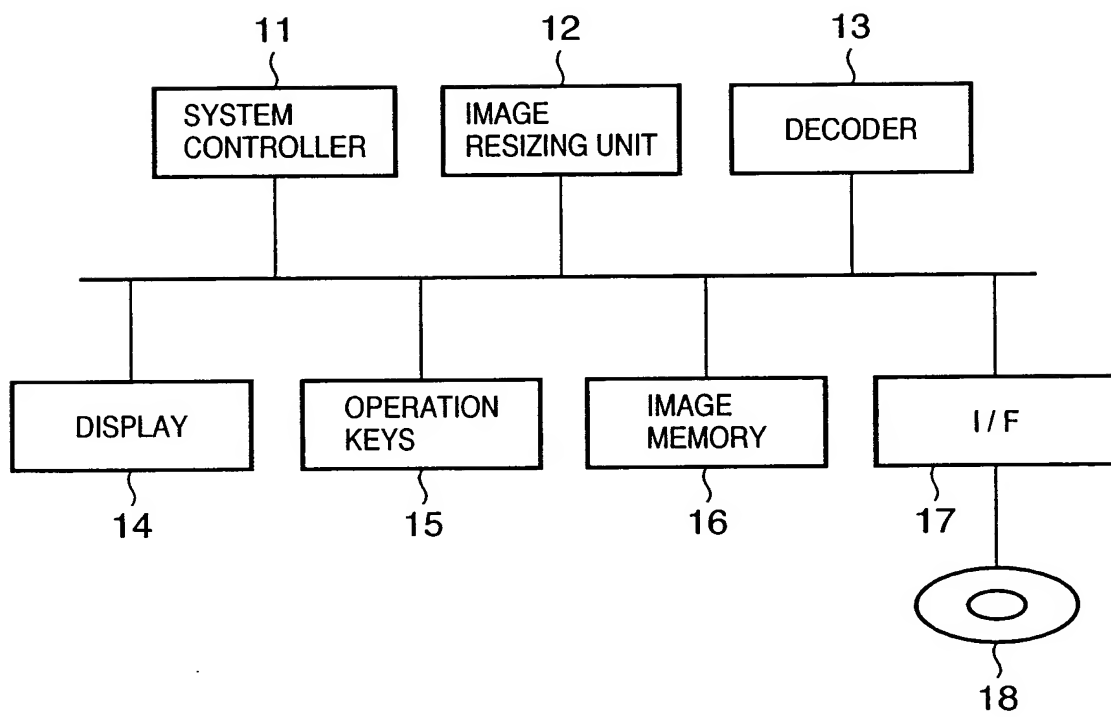 11
12
13
SYSTEM
CONTROLLER
IMAGE
RESIZING UNIT
DECODER
DISPLAY
OPERATION
KEYS
IMAGE
MEMORY
I / F
14
15
16
17
18